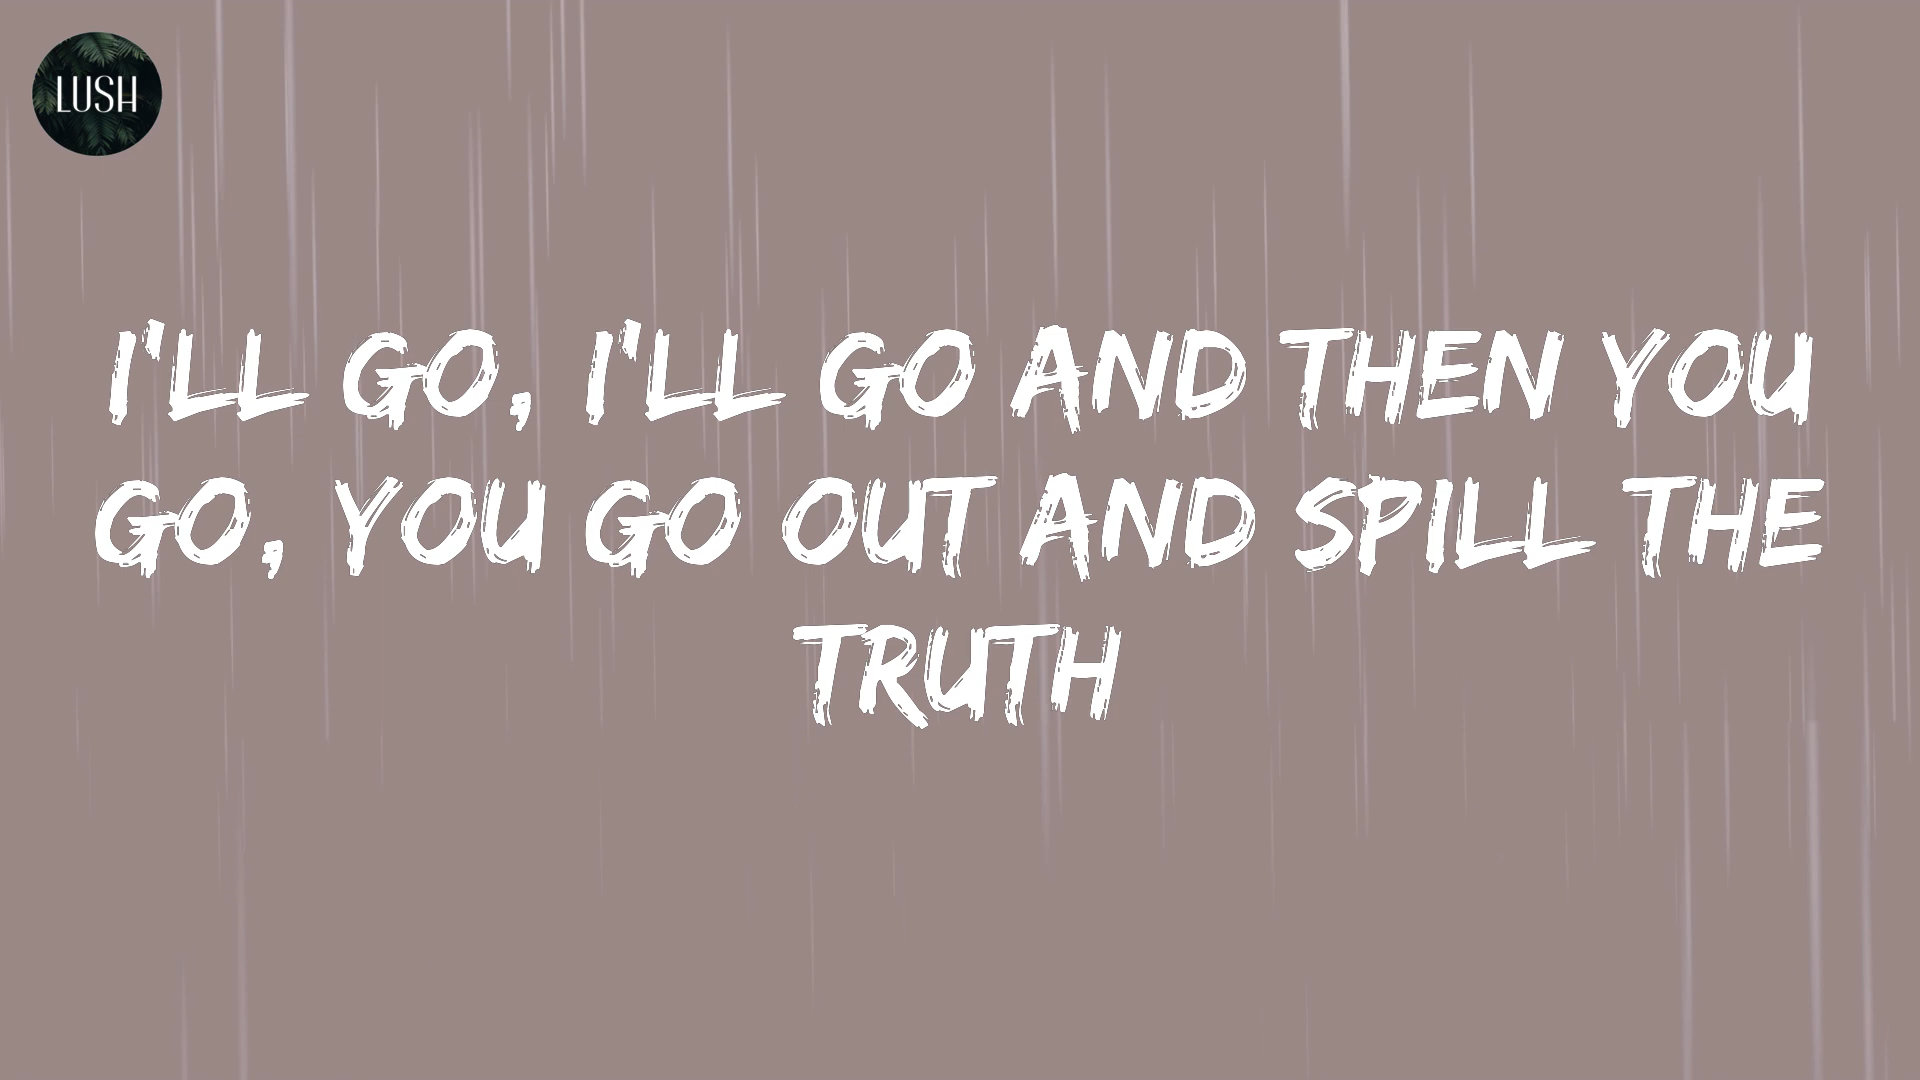 LUSH
I'LL GO, I'LL GO AND THEN YOU
GO, YOU GO OUT AND SPILL THE
TRUTH